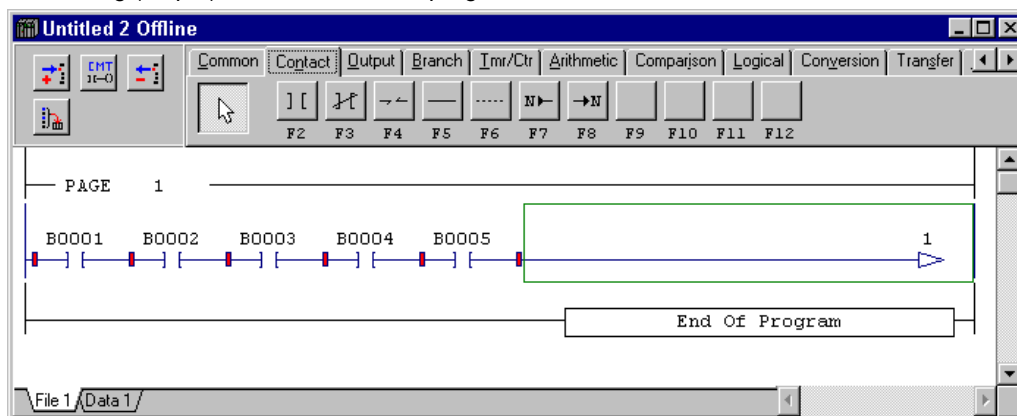 Untitled 2 Offline
CMT
Common Contact Output Branch Tmr/Ctr Arithmetic Comparison Logical Conversion Transfer
N N
F2 F3 F4 F5 F6 F7 F8 F9 F10 F11 F12
PAGE 1
B0001 B0002 B0003 B0004 B0005 1
End Of Program
File 1 Data 1